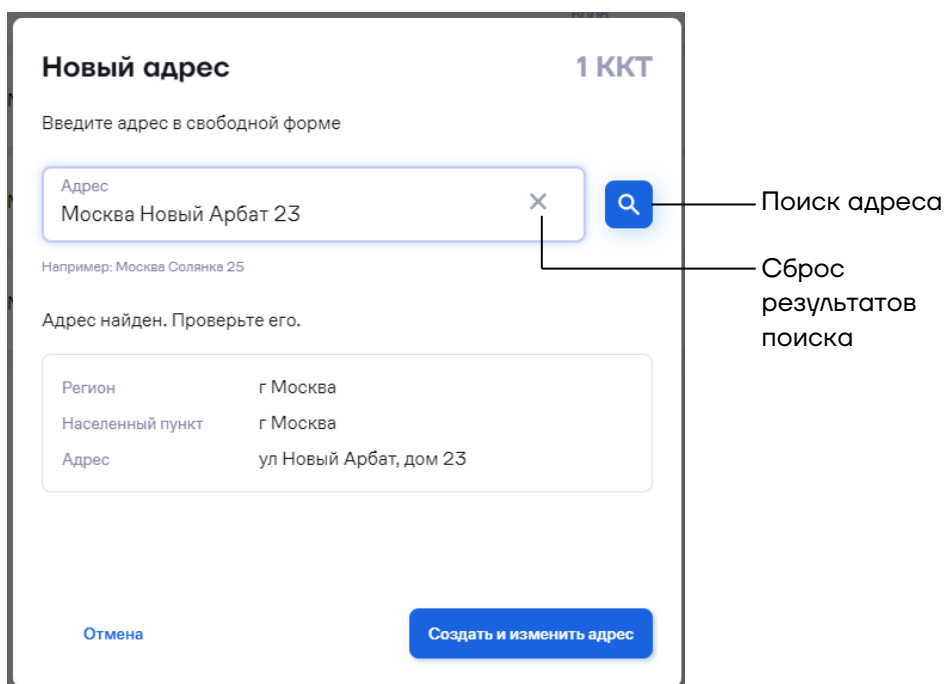 Новый адрес 1 ККТ
Введите адрес в свободной форме
Адрес
Москва Новый Арбат 23
Поиск адреса
Например: Москва Солянка 25
Сброс
результатов
поиска
Адрес найден. Проверьте его.
Регион г Москва
Населенный пункт г Москва
Адрес ул Новый Арбат, дом 23
Отмена Создать и изменить адрес